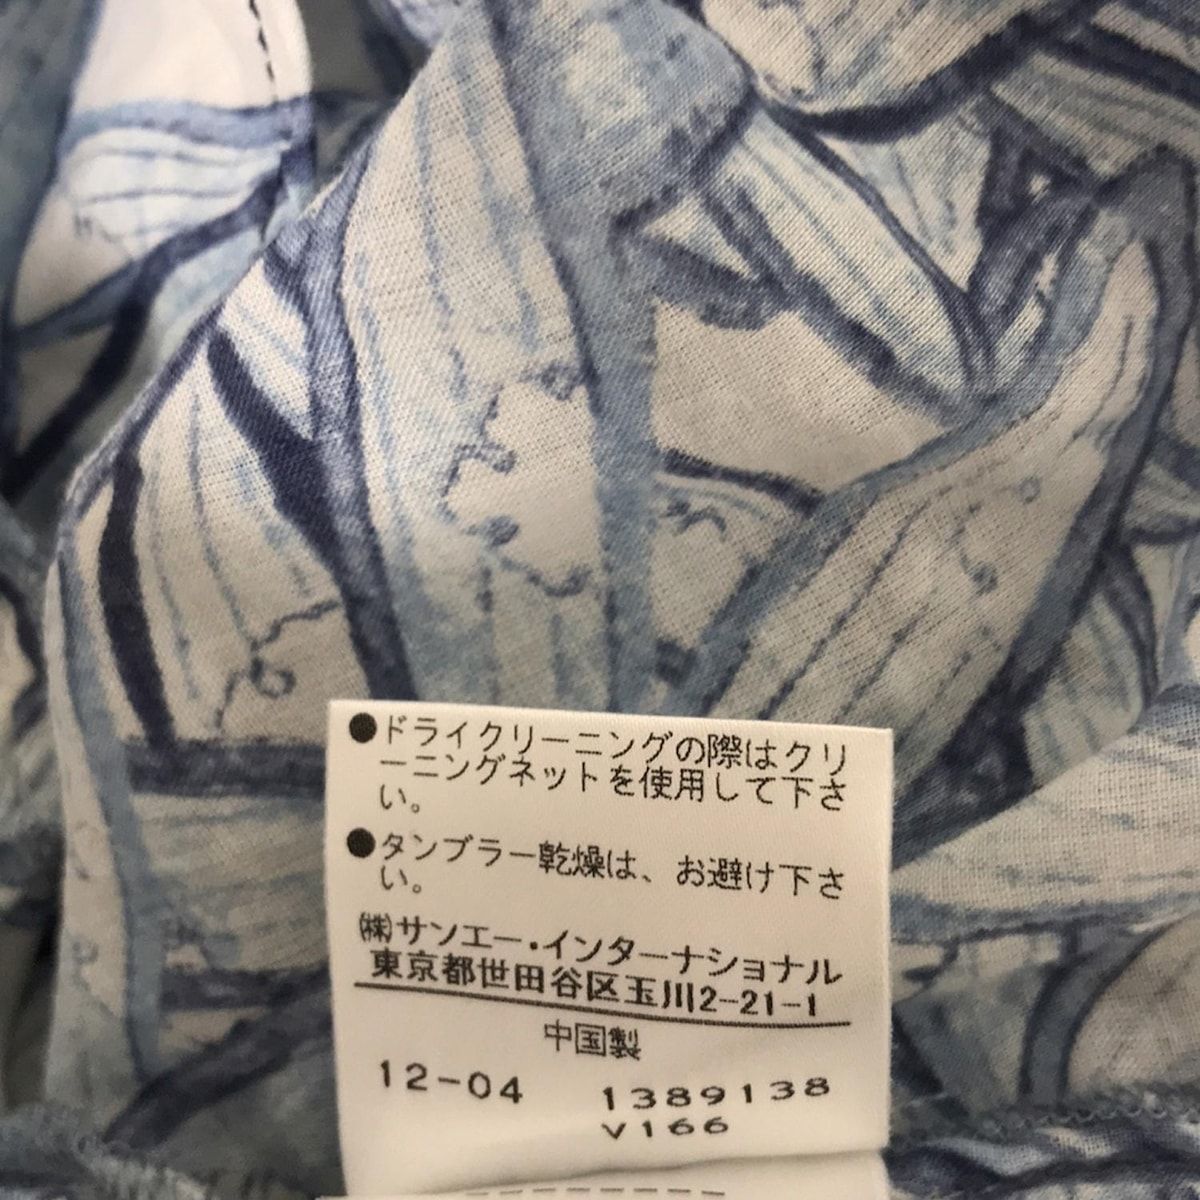 ●ドライクリーニングの際はクリ
ーニングネットを使用して下さ
い。
●タンブラー乾燥は、お避け下さ
い。
㈱サンエー・インターナショナル
東京都世田谷区玉川2-21-1
中国製
12-04 1389138
V166